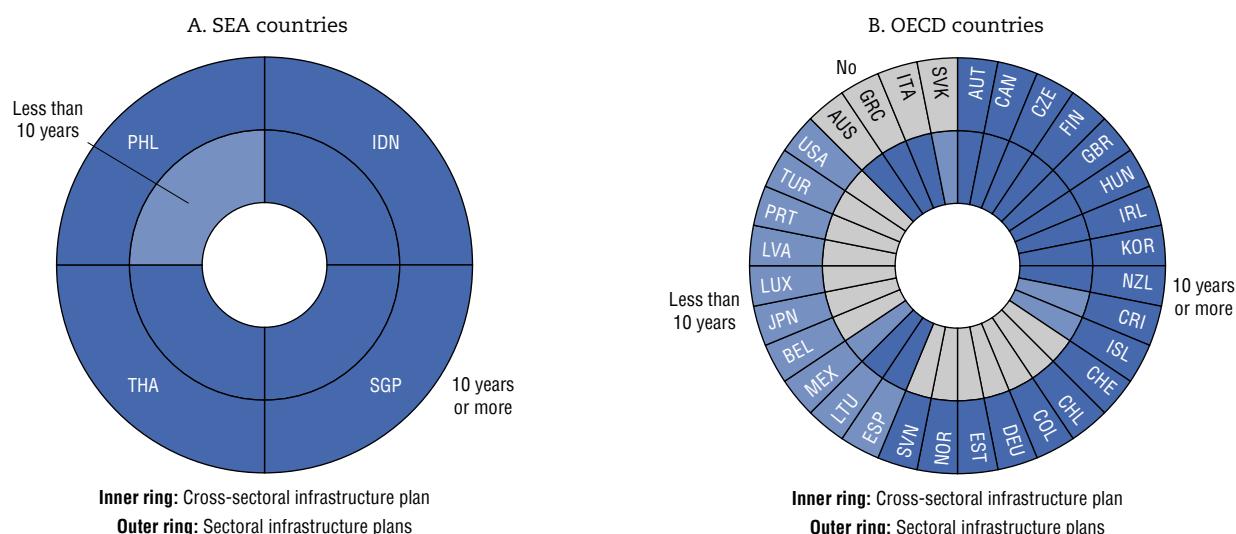 A. SEA countries
Less than
10 years
PHL
IDN
THA
SGP
10 years
or more
Inner ring: Cross-sectoral infrastructure plan
Outer ring: Sectoral infrastructure plans
B. OECD countries
No
AUT
CAN
CZE
FIN
GBR
HUN
IRL
KOR
NZL
CRI
ISL
CHE
CHL
COL
DEU
EST
NOR
SVN
ESP
LTU
MEX
BEL
JPN
LUX
LVA
PRT
TUR
USA
AUS
GRC
ITA
SVK
Less than
10 years
10 years
or more
Inner ring: Cross-sectoral infrastructure plan
Outer ring: Sectoral infrastructure plans